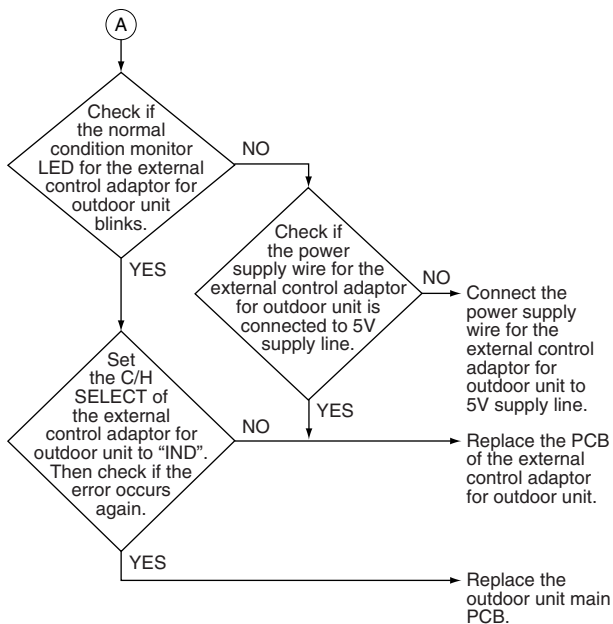 A
Check if
the normal
condition monitor
LED for the external
control adaptor for
outdoor unit
blinks.
NO
YES
Check if
the power
supply wire for the
external control adaptor
for outdoor unit is
connected to 5V
supply line.
NO
Connect the
power supply
wire for the
external control
adaptor for
outdoor unit to
5V supply line.
YES
Set
the C/H
SELECT of
the external
control adaptor for
outdoor unit to “IND”.
Then check if the
error occurs
again.
NO
Replace the PCB
of the external
control adaptor
for outdoor unit.
YES
Replace the
outdoor unit main
PCB.